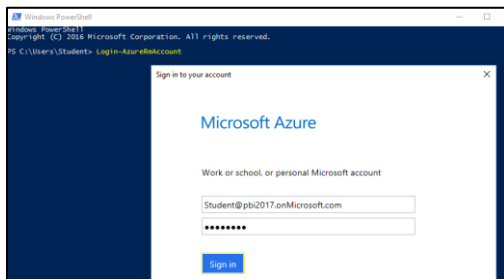 Windows PowerShell
Windows PowerShell
Copyright (C) 2016 Microsoft Corporation. All rights reserved.
PS C:\Users\Student> Login-AzureRmAccount
Sign in to your account
Microsoft Azure
Work or school, or personal Microsoft account
Student@pbi2017.onMicrosoft.com
●●●●●●●●
Sign in